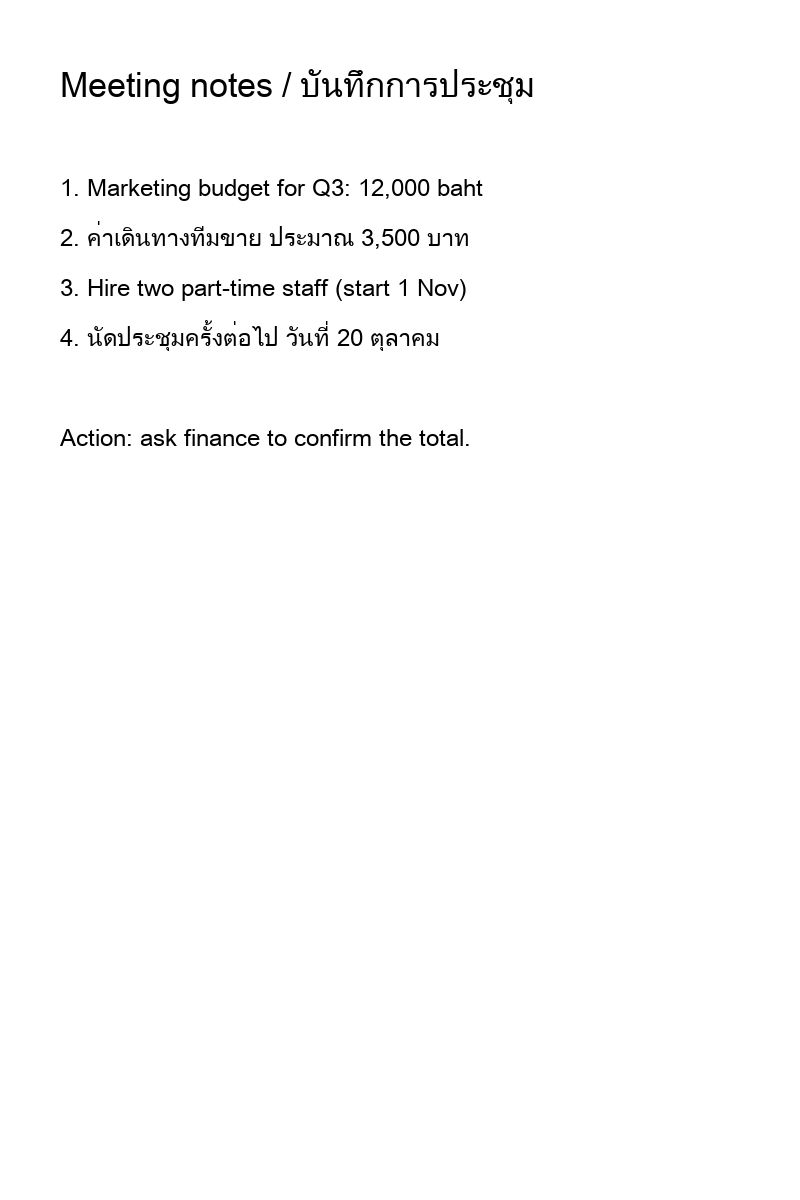 Meeting notes / บันทึกการประชุม
1. Marketing budget for Q3: 12,000 baht
2. ค่าเดินทางทีมขาย ประมาณ 3,500 บาท
3. Hire two part-time staff (start 1 Nov)
4. นัดประชุมครั้งต่อไป วันที่ 20 ตุลาคม
Action: ask finance to confirm the total.